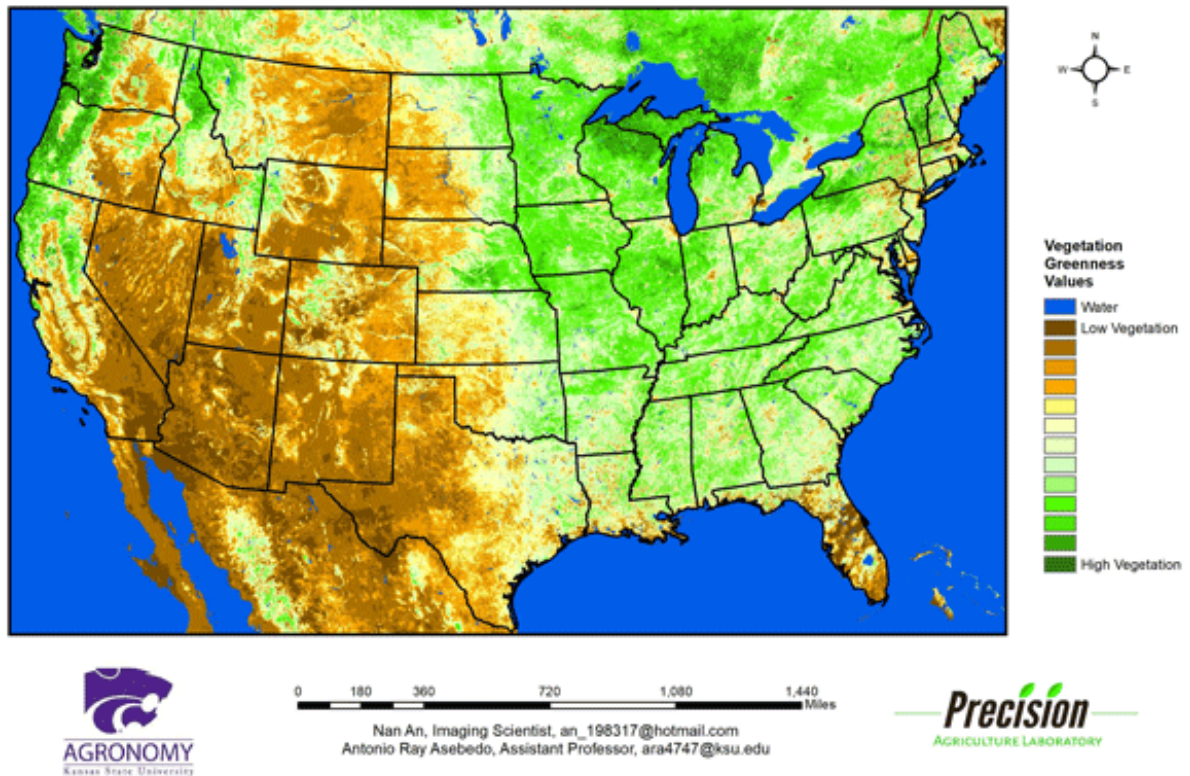 N
W E
S
Vegetation
Greenness
Values
Water
Low Vegetation
High Vegetation
0 180 360 720 1,080 1,440
Miles
Nan An, Imaging Scientist, an_198317@hotmail.com
Antonio Ray Asebedo, Assistant Professor, ara4747@ksu.edu
AGRONOMY
Kansas State University
Precision
AGRICULTURE LABORATORY